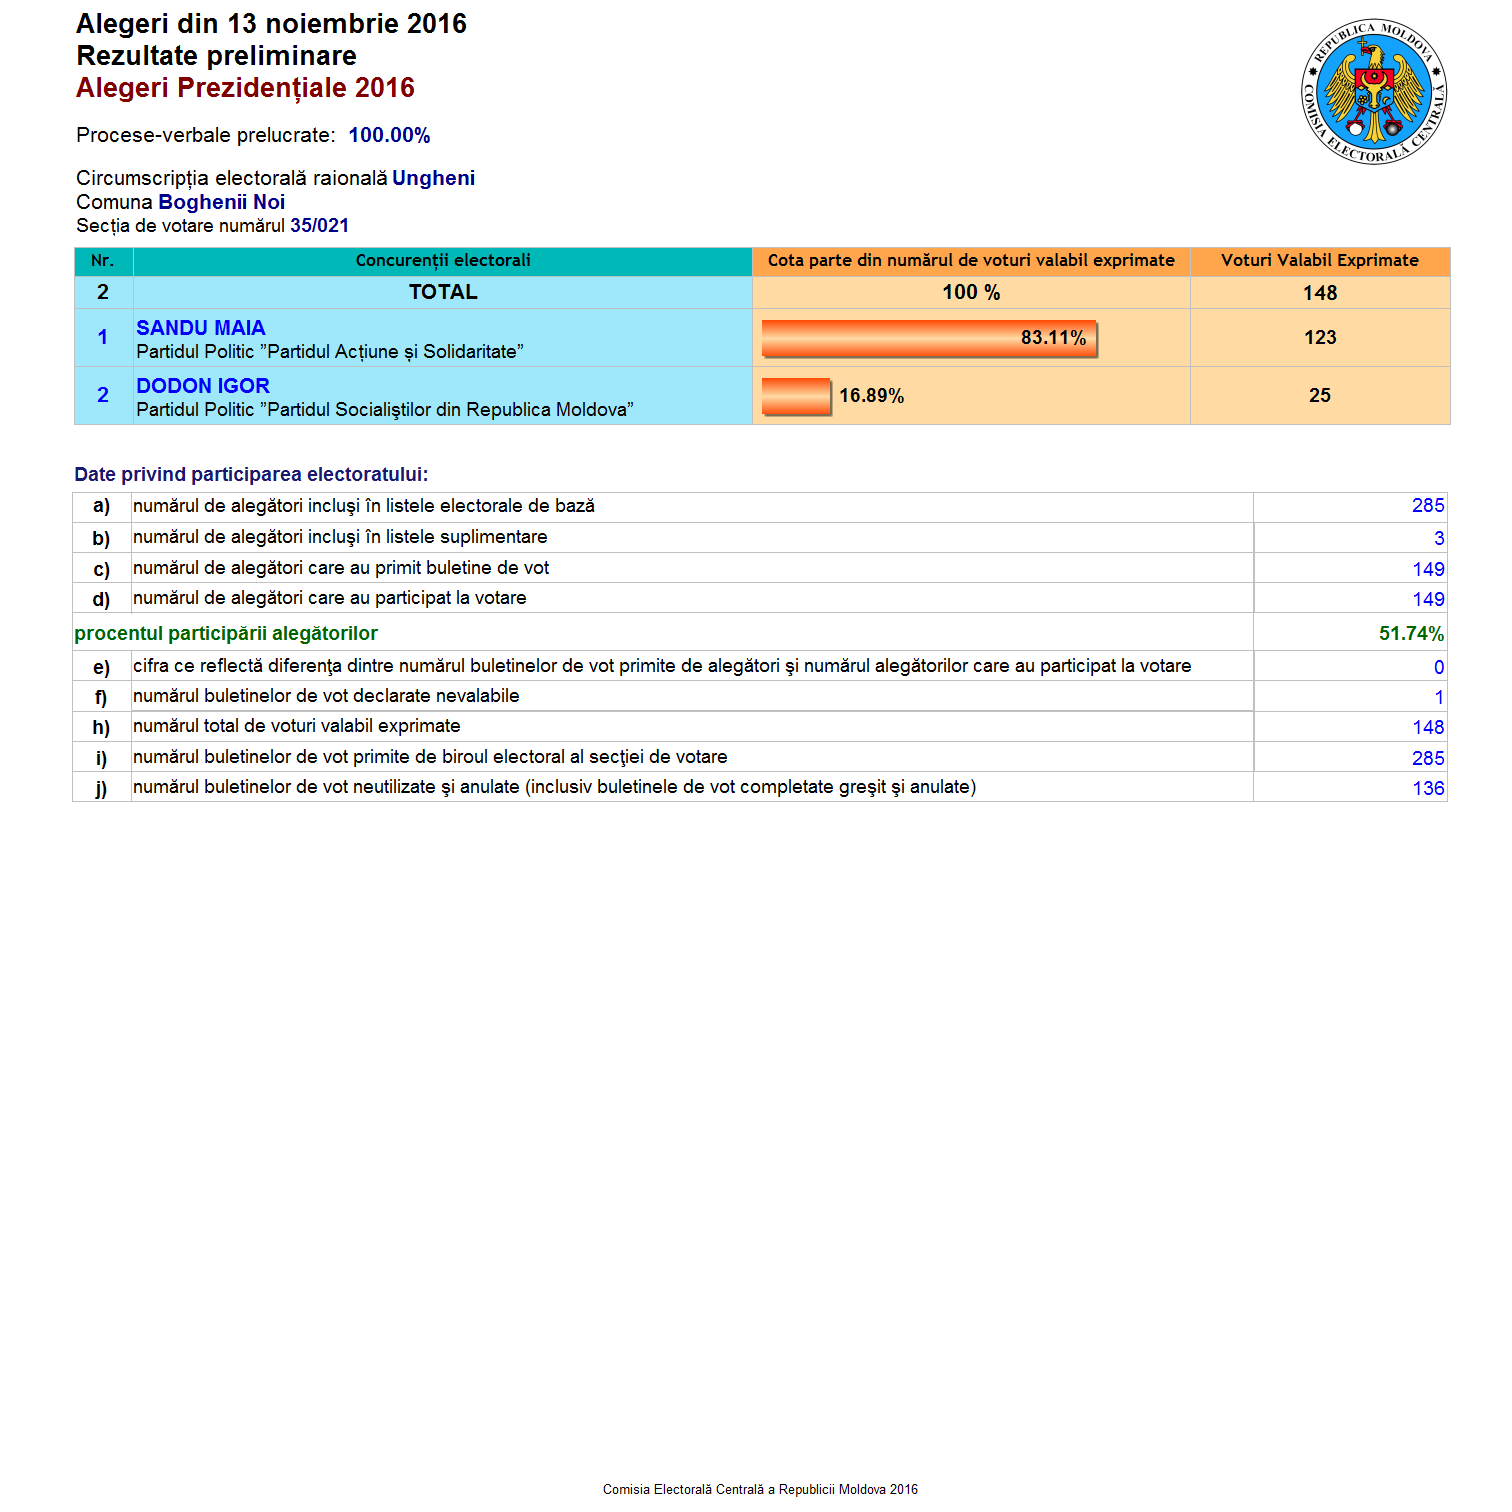 Alegeri din 13 noiembrie 2016
Rezultate preliminare
Alegeri Prezidențiale 2016
REPUBLICA MOLDOVA
COMISIA ELECTORALĂ CENTRALĂ
Procese-verbale prelucrate: 100.00%
Circumscripția electorală raională Ungheni
Comuna Boghenii Noi
Secția de votare numărul 35/021
Nr. Concurenții electorali Cota parte din numărul de voturi valabil exprimate Voturi Valabil Exprimate
2 TOTAL 100 % 148
1 SANDU MAIA 83.11% 123
Partidul Politic ”Partidul Acțiune și Solidaritate”
2 DODON IGOR 16.89% 25
Partidul Politic ”Partidul Socialiştilor din Republica Moldova”
Date privind participarea electoratului:
a) numărul de alegători incluşi în listele electorale de bază 285
b) numărul de alegători incluşi în listele suplimentare 3
c) numărul de alegători care au primit buletine de vot 149
d) numărul de alegători care au participat la votare 149
procentul participării alegătorilor 51.74%
e) cifra ce reflectă diferenţa dintre numărul buletinelor de vot primite de alegători şi numărul alegătorilor care au participat la votare 0
f) numărul buletinelor de vot declarate nevalabile 1
h) numărul total de voturi valabil exprimate 148
i) numărul buletinelor de vot primite de biroul electoral al secţiei de votare 285
j) numărul buletinelor de vot neutilizate şi anulate (inclusiv buletinele de vot completate greşit şi anulate) 136
Comisia Electorală Centrală a Republicii Moldova 2016